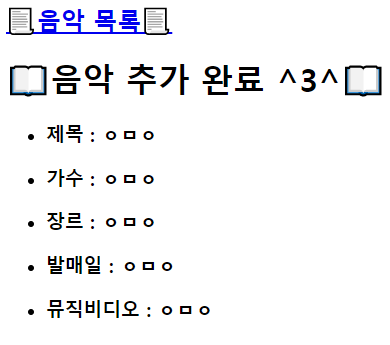 📃음악 목록📃
📖음악 추가 완료 ^3^📖
• 제목 : ㅇㅁㅇ
• 가수 : ㅇㅁㅇ
• 장르 : ㅇㅁㅇ
• 발매일 : ㅇㅁㅇ
• 뮤직비디오 : ㅇㅁㅇ